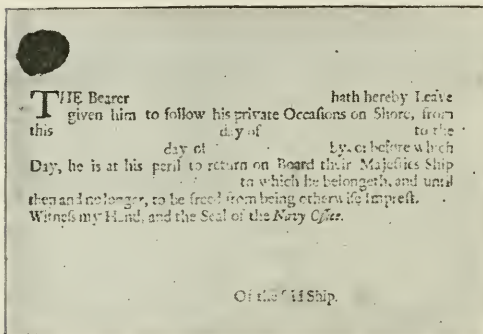 THE Bearer hath hereby Leave
given him to follow his private Occasions on Shore, from
this day of to the
day of by, or before which
Day, he is at his peril to return on Board their Majesties Ship
to which he belongeth, and until
then and no longer, to be freed from being otherwise Imprest.
Witness my Hand, and the Seal of the Navy Office.
Of the Ship.